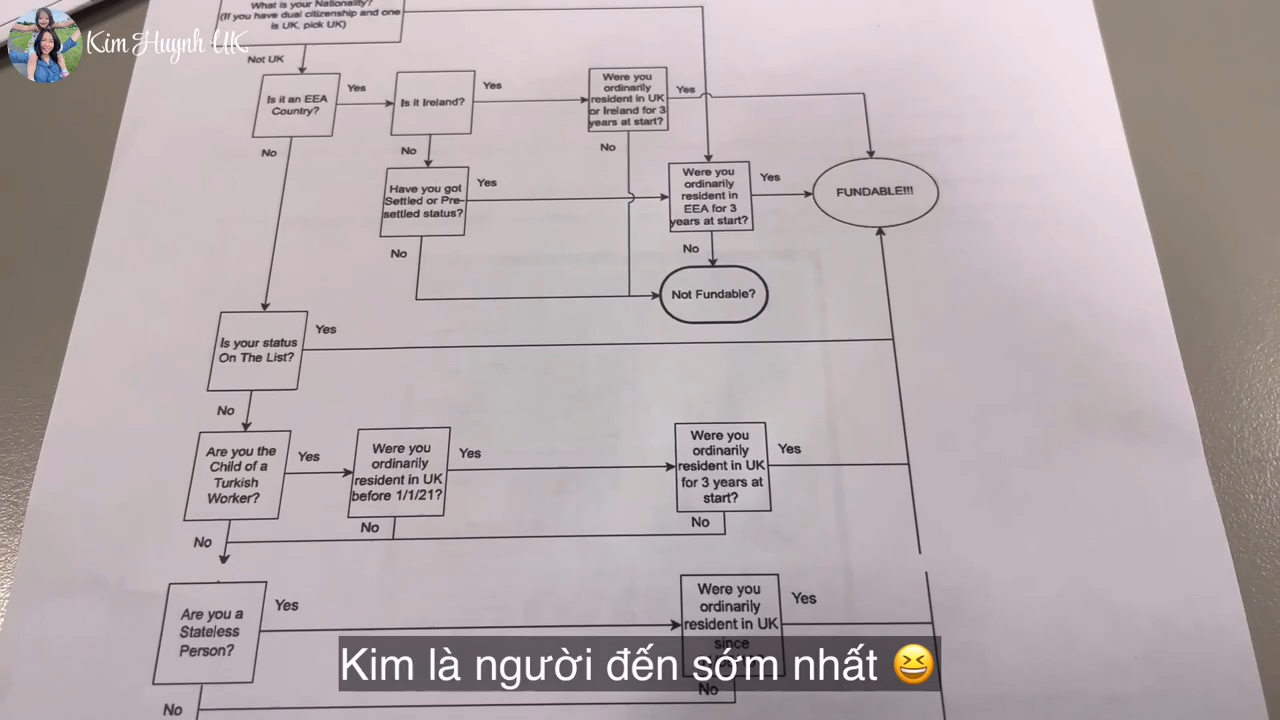 What is your Nationality?
(If you have dual citizenship and one
is UK, pick UK)
Kim Huynh UK
Not UK
Is it an EEA
Country?
Yes
Is it Ireland?
Yes
Were you
ordinarily
resident in UK
or Ireland for 3
years at start?
Yes
No
No
No
Have you got
Settled or Pre-
settled status?
Yes
Were you
ordinarily
resident in
EEA for 3
years at start?
Yes
FUNDABLE!!!
No
No
Not Fundable?
Is your status
On The List?
Yes
No
Are you the
Child of a
Turkish
Worker?
Yes
Were you
ordinarily
resident in UK
before 1/1/21?
Yes
Were you
ordinarily
resident in UK
for 3 years at
start?
Yes
No
No
No
Are you a
Stateless
Person?
Yes
Were you
ordinarily
resident in UK
since
Yes
Kim là người đến sớm nhất 😆
No
No